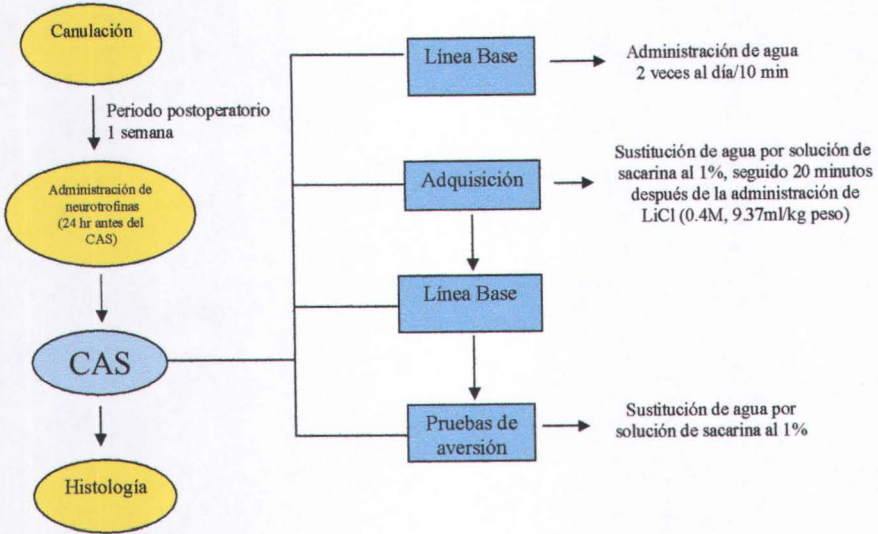 Canulación
Periodo postoperatorio
1 semana
Administración de
neurotrofinas
(24 hr antes del
CAS)
CAS
Histología
Línea Base
Administración de agua
2 veces al día/10 min
Adquisición
Sustitución de agua por solución de
sacarina al 1%, seguido 20 minutos
después de la administración de
LiCl (0.4M, 9.37ml/kg peso)
Línea Base
Pruebas de
aversión
Sustitución de agua por
solución de sacarina al 1%